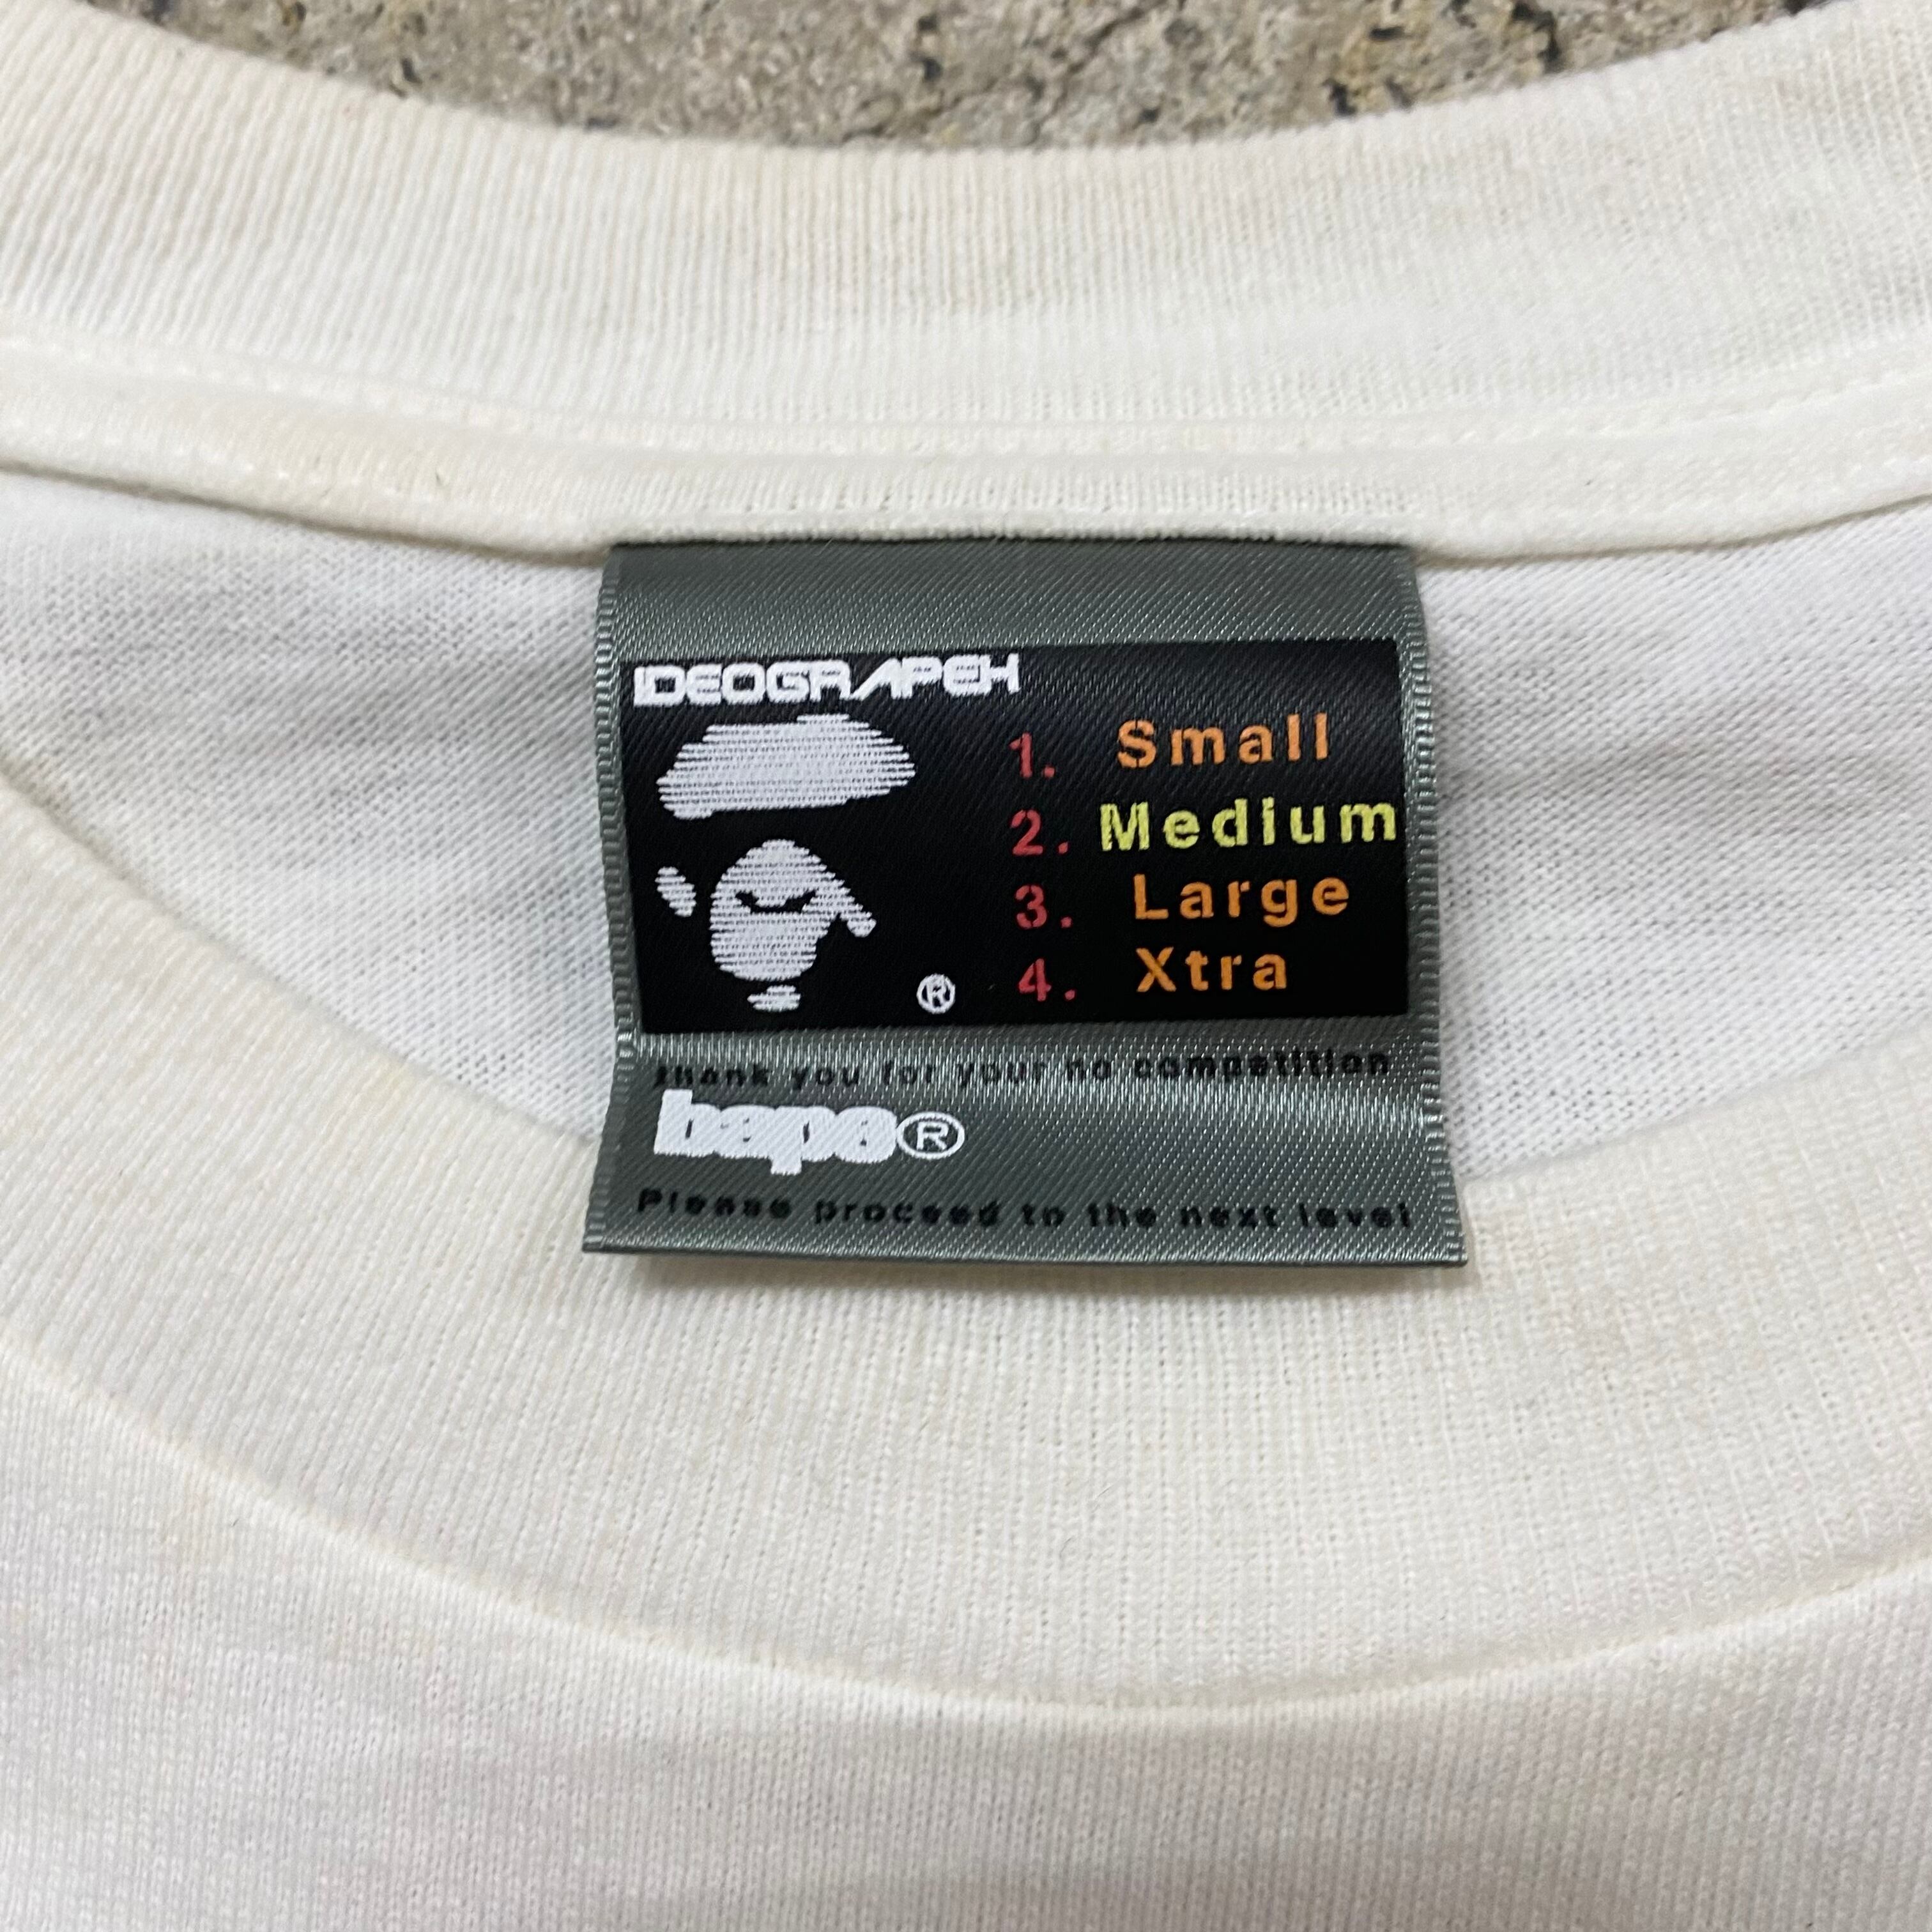 IDEOGRAPEH
1. Small
2. Medium
3. Large
4. Xtra
®
thank you for your no competition
bape®
Please proceed to the next level